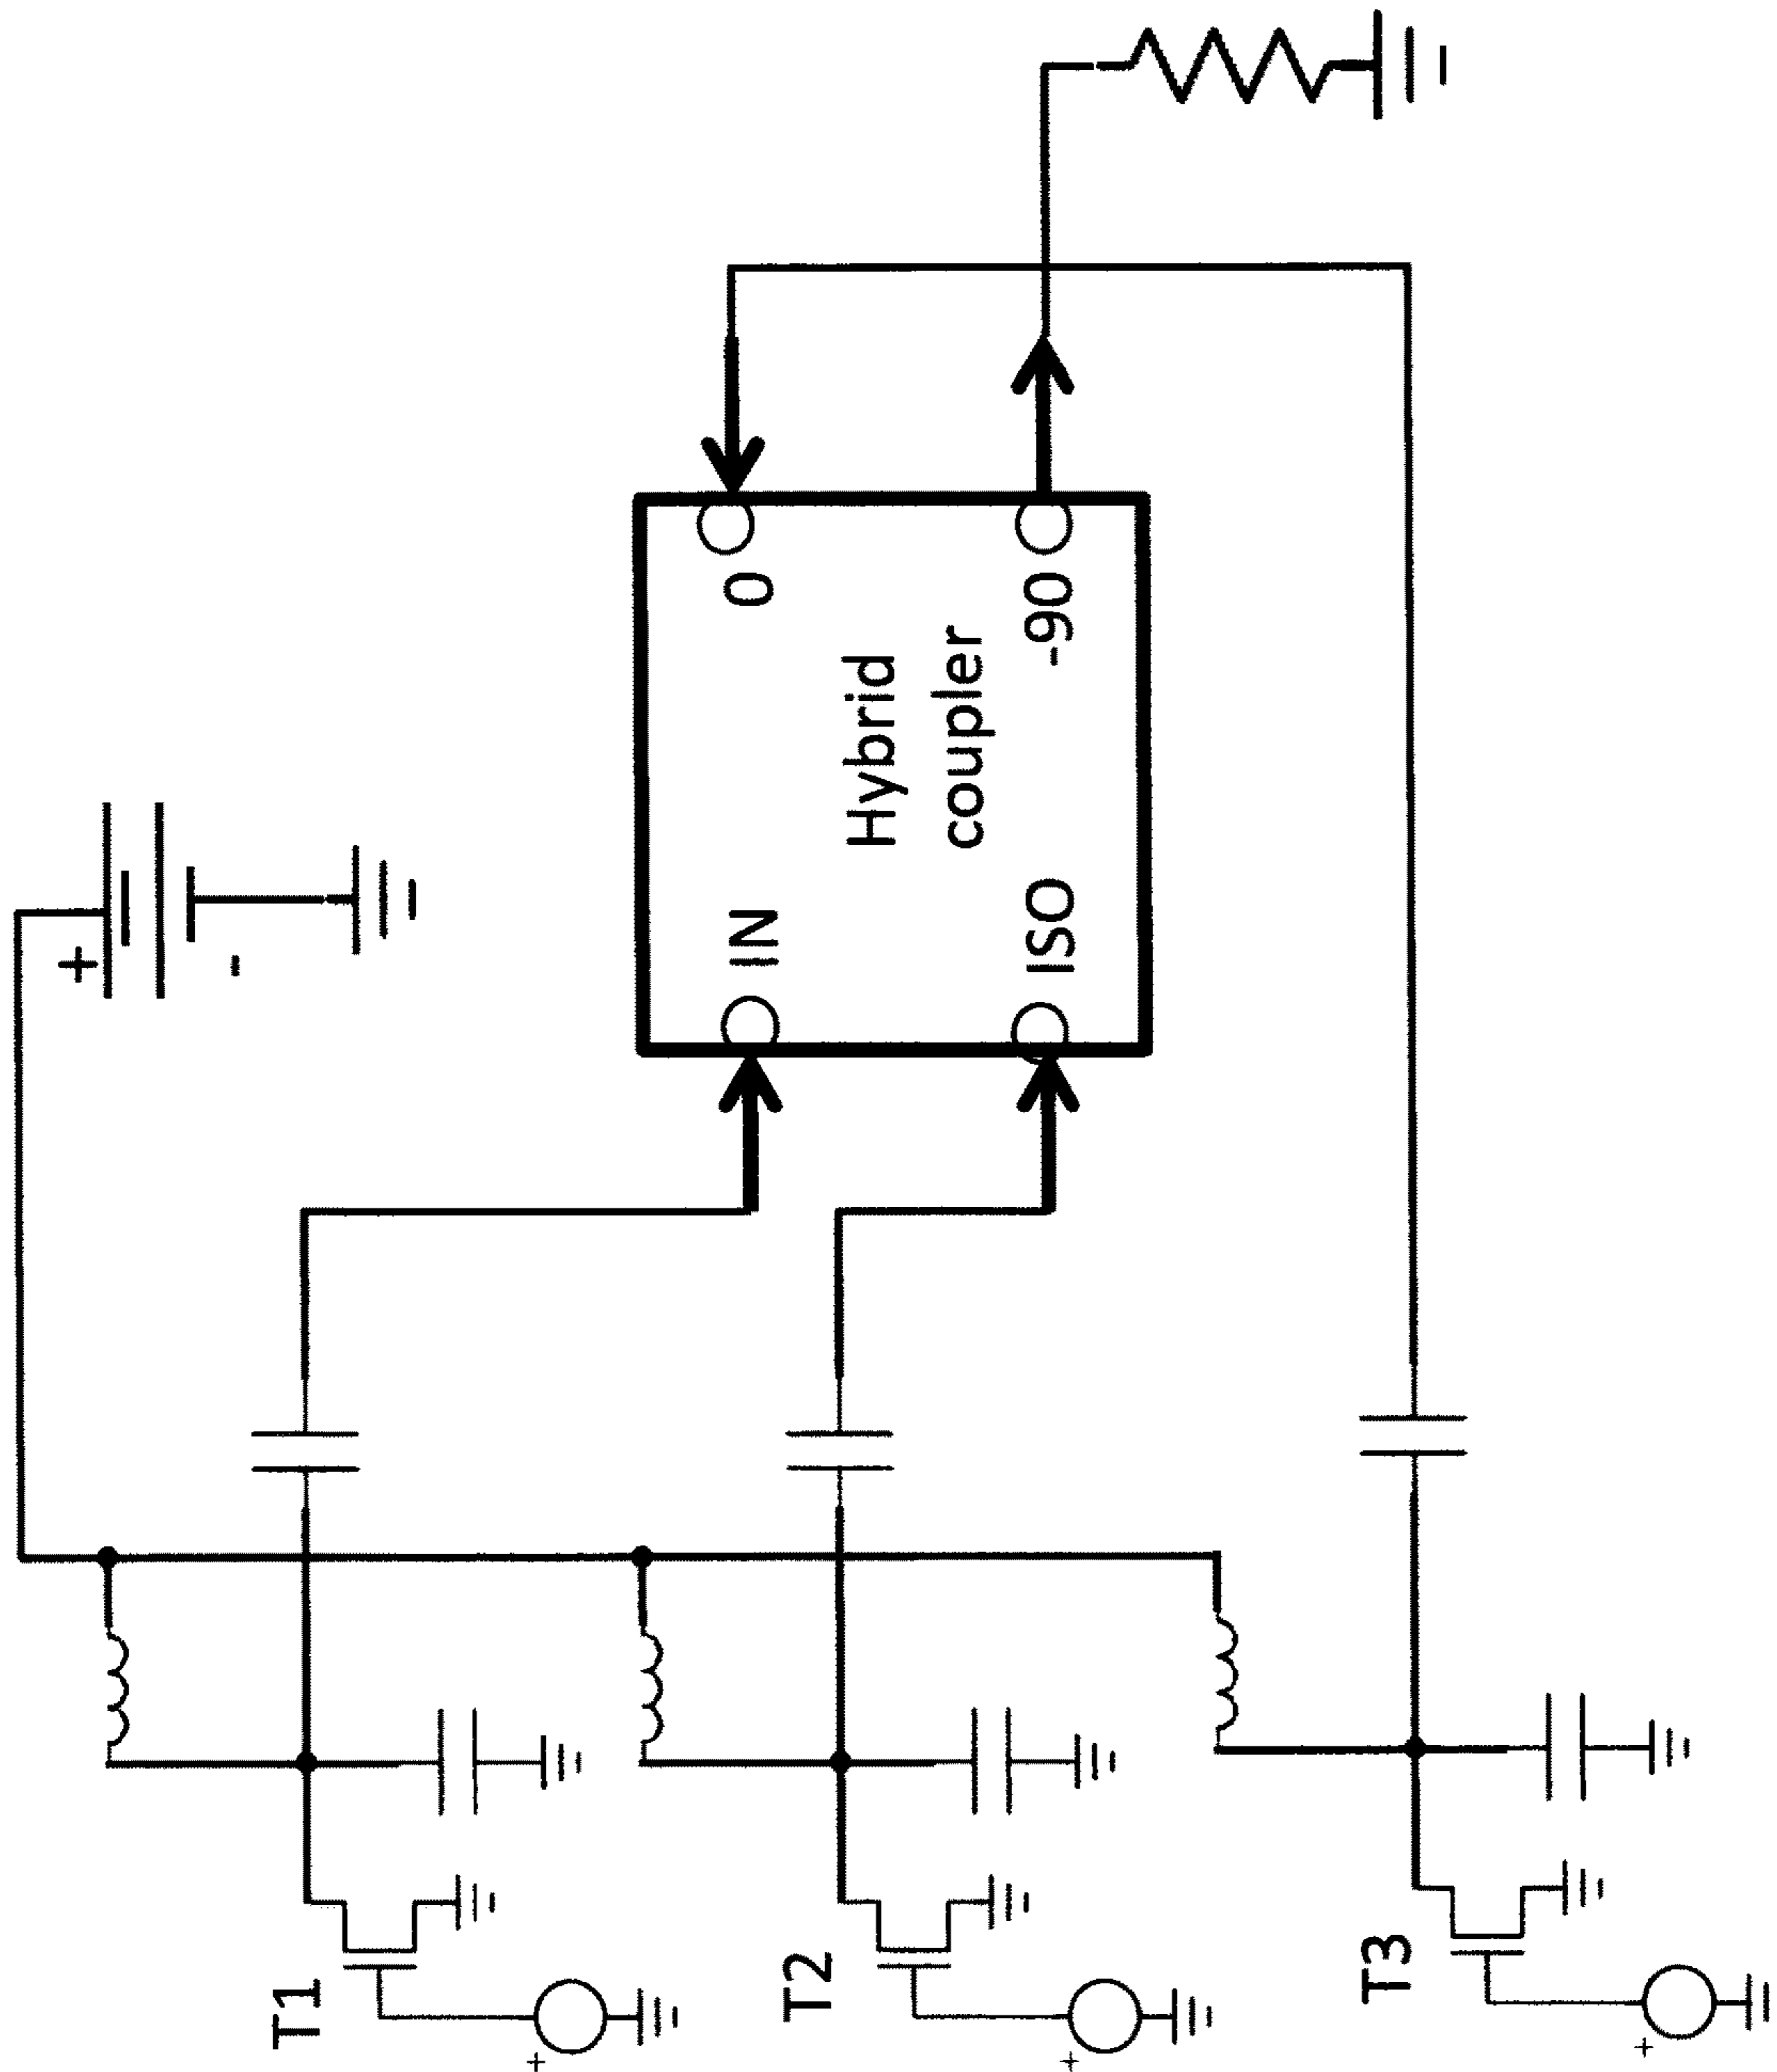 +
-
T1
+
T2
+
T3
+
IN
0
Hybrid
coupler
ISO
-90